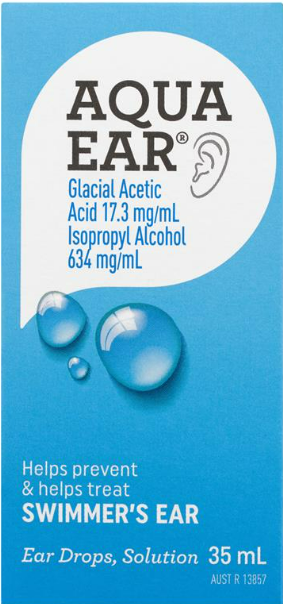 AQUA
EAR®
Glacial Acetic
Acid 17.3 mg/mL
Isopropyl Alcohol
634 mg/mL
Helps prevent
& helps treat
SWIMMER'S EAR
Ear Drops, Solution 35 mL
AUST R 13857